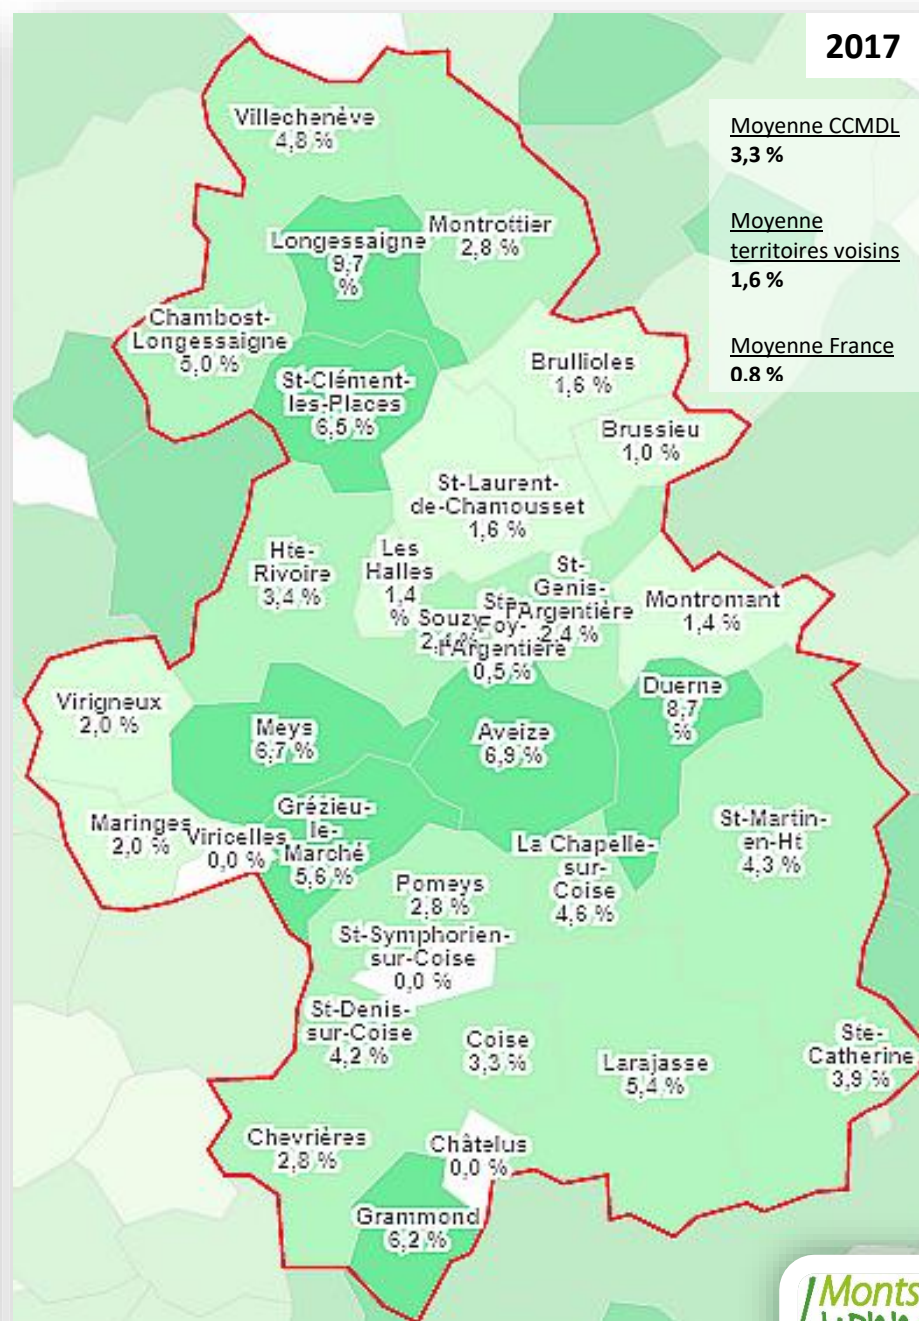 2017
Moyenne CCMDL
3,3 %
Moyenne
territoires voisins
1,6 %
Moyenne France
0.8 %
Villechenève
4,8 %
Longessaigne
9,7
%
Montrottier
2,8 %
Chambost-
Longessaigne
5,0 %
St-Clément-
les-Places
6,5 %
Brullioles
1,6 %
Brussieu
1,0 %
St-Laurent-
de-Chamousset
1,6 %
Hte-
Rivoire
3,4 %
Les
Halles
1,4
%
Souzy
Ste-
Foy-
l'Argentière
0,5 %
St-
Genis-
l'Argentière
2,4 %
Montromant
1,4 %
Duerne
8,7
%
Virigneux
2,0 %
Meys
6,7 %
Aveize
6,9 %
Maringes
2,0 %
Viricelles
0,0 %
Grézieu-
le-
Marché
5,6 %
La Chapelle-
sur-
Coise
4,6 %
St-Martin-
en-Ht
4,3 %
Pomeys
2,8 %
St-Symphorien-
sur-Coise
0,0 %
St-Denis-
sur-Coise
4,2 %
Coise
3,3 %
Larajasse
5,4 %
Ste-
Catherine
3,9 %
Chevrières
2,8 %
Châtelus
0,0 %
Grammond
6,2 %
Monts